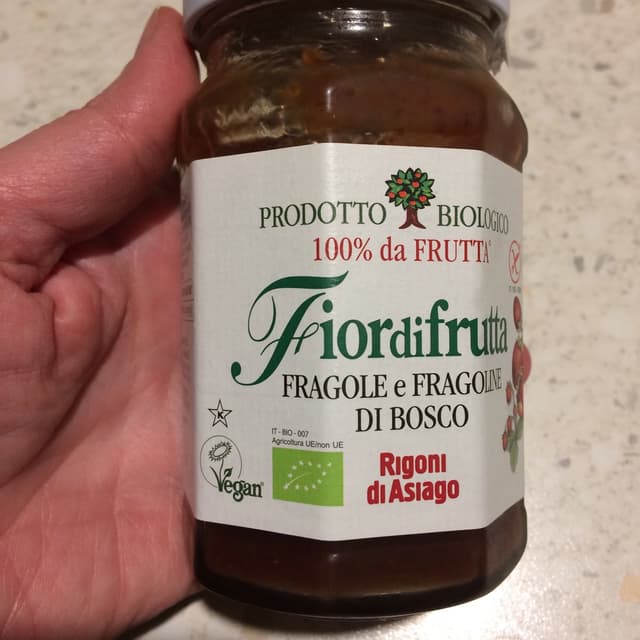 PRODOTTO BIOLOGICO
100% da FRUTTA
Fiordifrutta
FRAGOLE e FRAGOLINE
DI BOSCO
K
IT - BIO - 007
Agricoltura UE/non UE
Vegan
Rigoni
di Asiago